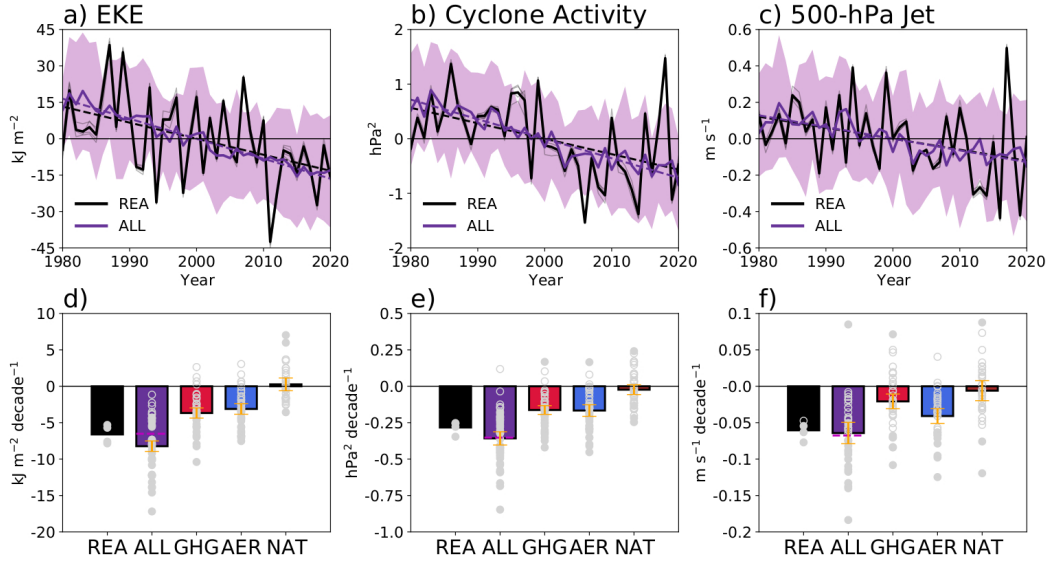 a) EKE
b) Cyclone Activity
c) 500-hPa Jet
kJ m−2
45
30
15
0
-15
-30
-45
REA
ALL
1980 1990 2000 2010 2020
Year
hPa2
2
1
0
-1
-2
REA
ALL
1980 1990 2000 2010 2020
Year
m s−1
0.6
0.4
0.2
-0.0
-0.2
-0.4
-0.6
REA
ALL
1980 1990 2000 2010 2020
Year
d)
kJ m−2 decade−1
10
5
0
-5
-10
-15
-20
REA ALL GHG AER NAT
e)
hPa2 decade−1
0.5
0.2
-0.0
-0.2
-0.5
-0.8
-1.0
REA ALL GHG AER NAT
f)
m s−1 decade−1
0.10
0.05
-0.00
-0.05
-0.10
-0.15
-0.2
REA ALL GHG AER NAT